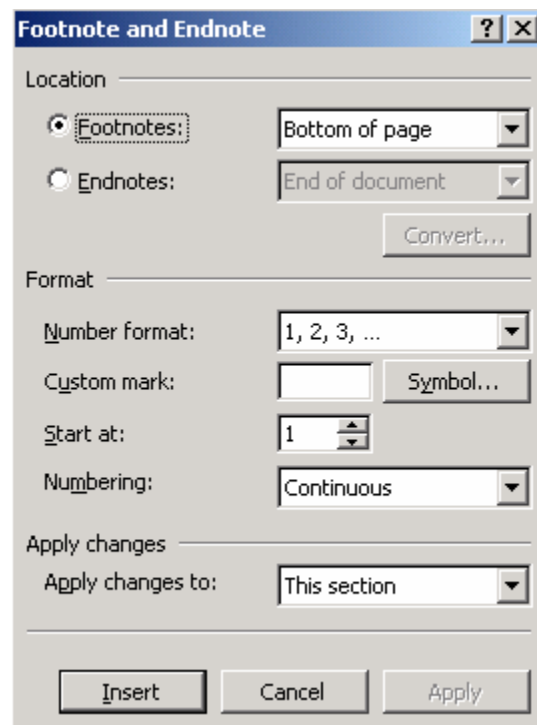 Footnote and Endnote
Location
Footnotes: Bottom of page
Endnotes: End of document
Convert...
Format
Number format: 1, 2, 3, ...
Custom mark: Symbol...
Start at: 1
Numbering: Continuous
Apply changes
Apply changes to: This section
Insert Cancel Apply